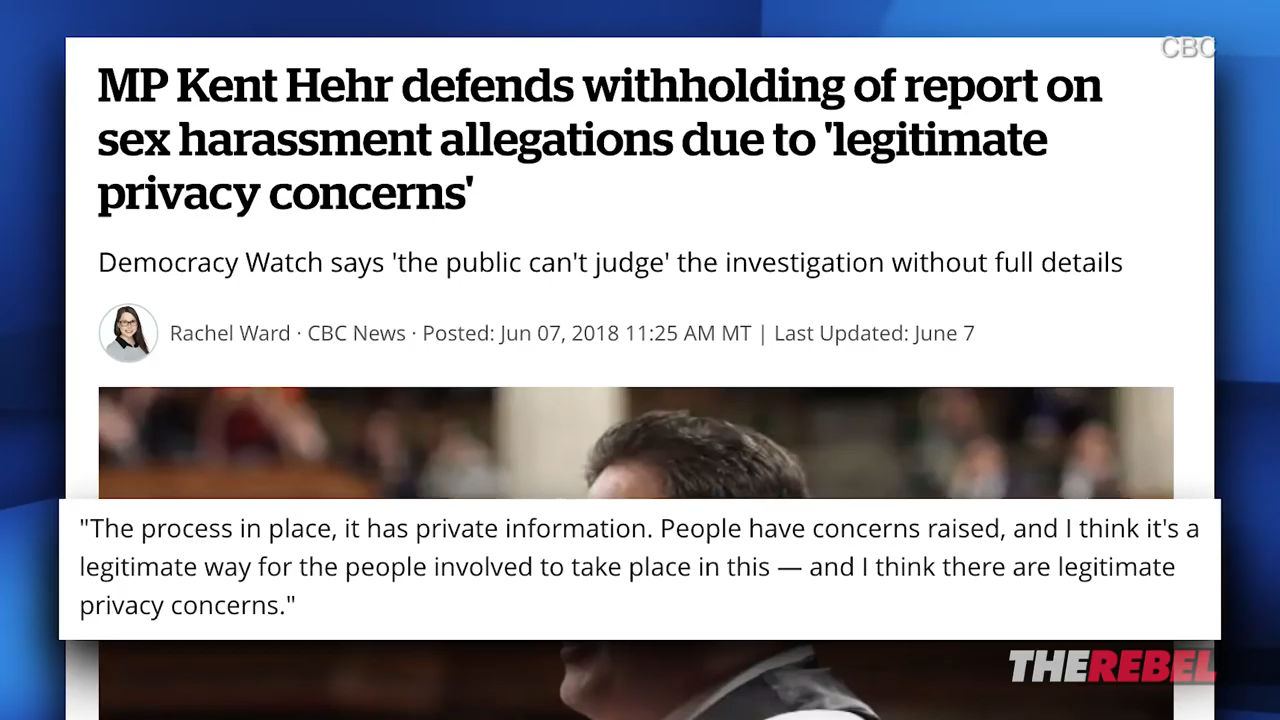 CBC
MP Kent Hehr defends withholding of report on
sex harassment allegations due to 'legitimate
privacy concerns'
Democracy Watch says 'the public can't judge' the investigation without full details
Rachel Ward · CBC News · Posted: Jun 07, 2018 11:25 AM MT | Last Updated: June 7
"The process in place, it has private information. People have concerns raised, and I think it's a
legitimate way for the people involved to take place in this — and I think there are legitimate
privacy concerns."
THEREBEL